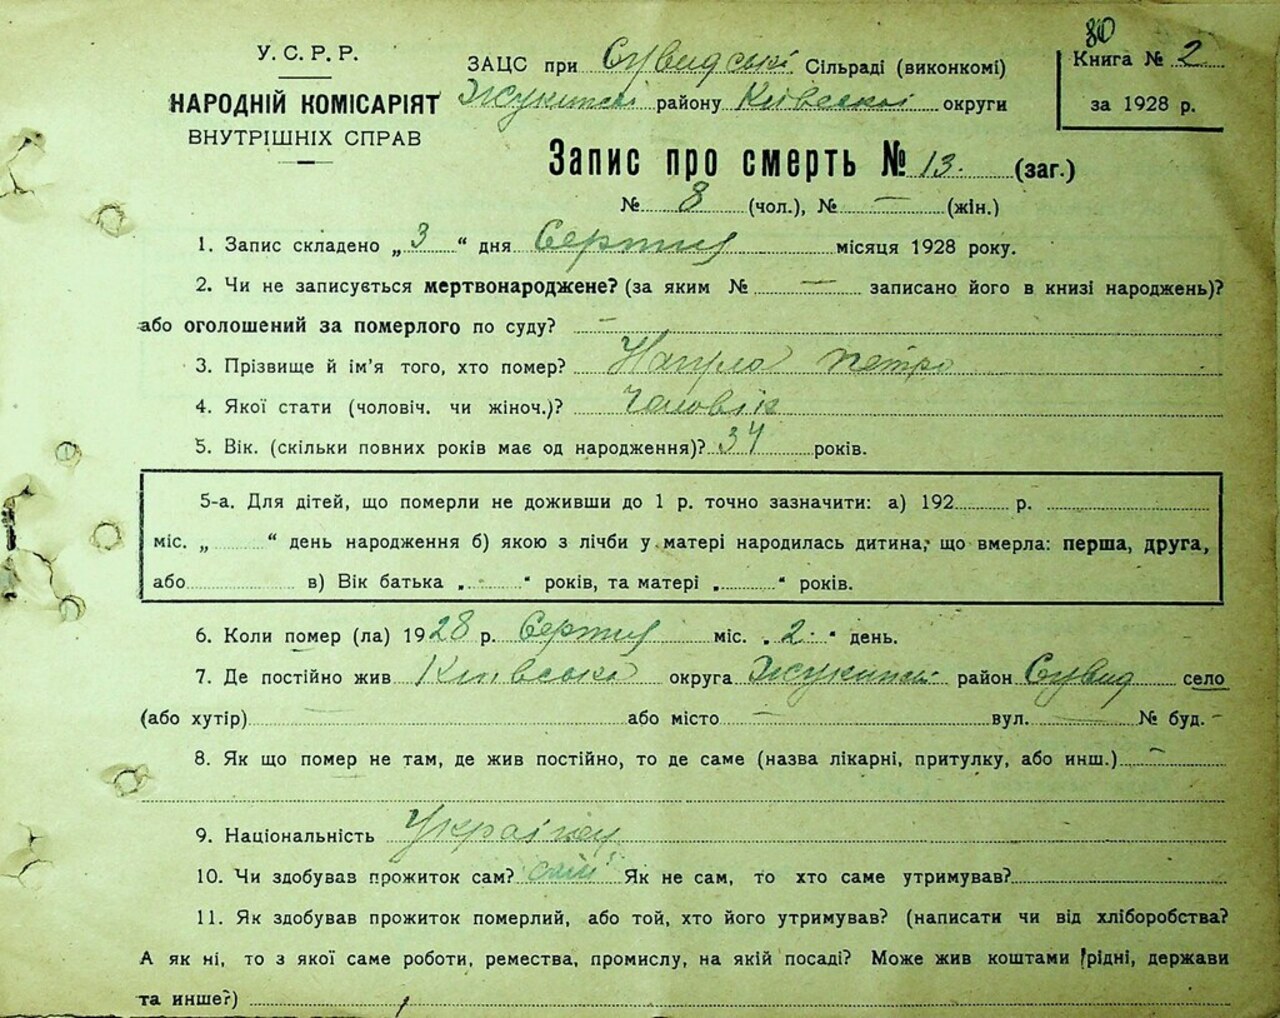 80
У. С. Р. Р.
НАРОДНІЙ КОМІСАРІЯТ
ВНУТРІШНІХ СПРАВ
ЗАЦС при Сувидські Сільраді (виконкомі)
Жукинські району Київської округи
Книга № 2
за 1928 р.
Запис про смерть № 13. (заг.)
№ 8 (чол.), № — (жін.)
1. Запис складено „ 3 “ дня Серпня місяця 1928 року.
2. Чи не записується мертвонароджене? (за яким № — записано його в книзі народжень)?
або оголошений за померлого по суду? —
3. Прізвище й ім'я того, хто помер? Петро
4. Якої стати (чоловіч. чи жіноч.)? Чоловік
5. Вік. (скільки повних років має од народження)? 34 років.
5-а. Для дітей, що померли не доживши до 1 р. точно зазначити: а) 192 р.
міс. „ “ день народження б) якою з лічби у матері народилась дитина, що вмерла: перша, друга,
або в) Вік батька „ - “ років, та матері „ “ років.
6. Коли помер (ла) 1928 р. Серпня міс. „ 2 “ день.
7. Де постійно жив Київська округа Жукинські район Сувид село
(або хутір) — або місто — вул. — № буд. -
8. Як що помер не там, де жив постійно, то де саме (назва лікарні, притулку, або инш.) —
9. Національність
10. Чи здобував прожиток сам? сам Як не сам, то хто саме утримував?
11. Як здобував прожиток померлий, або той, хто його утримував? (написати чи від хліборобства?
А як ні, то з якої саме роботи, ремества, промислу, на якій посаді? Може жив коштами рідні, держави
та инше?)